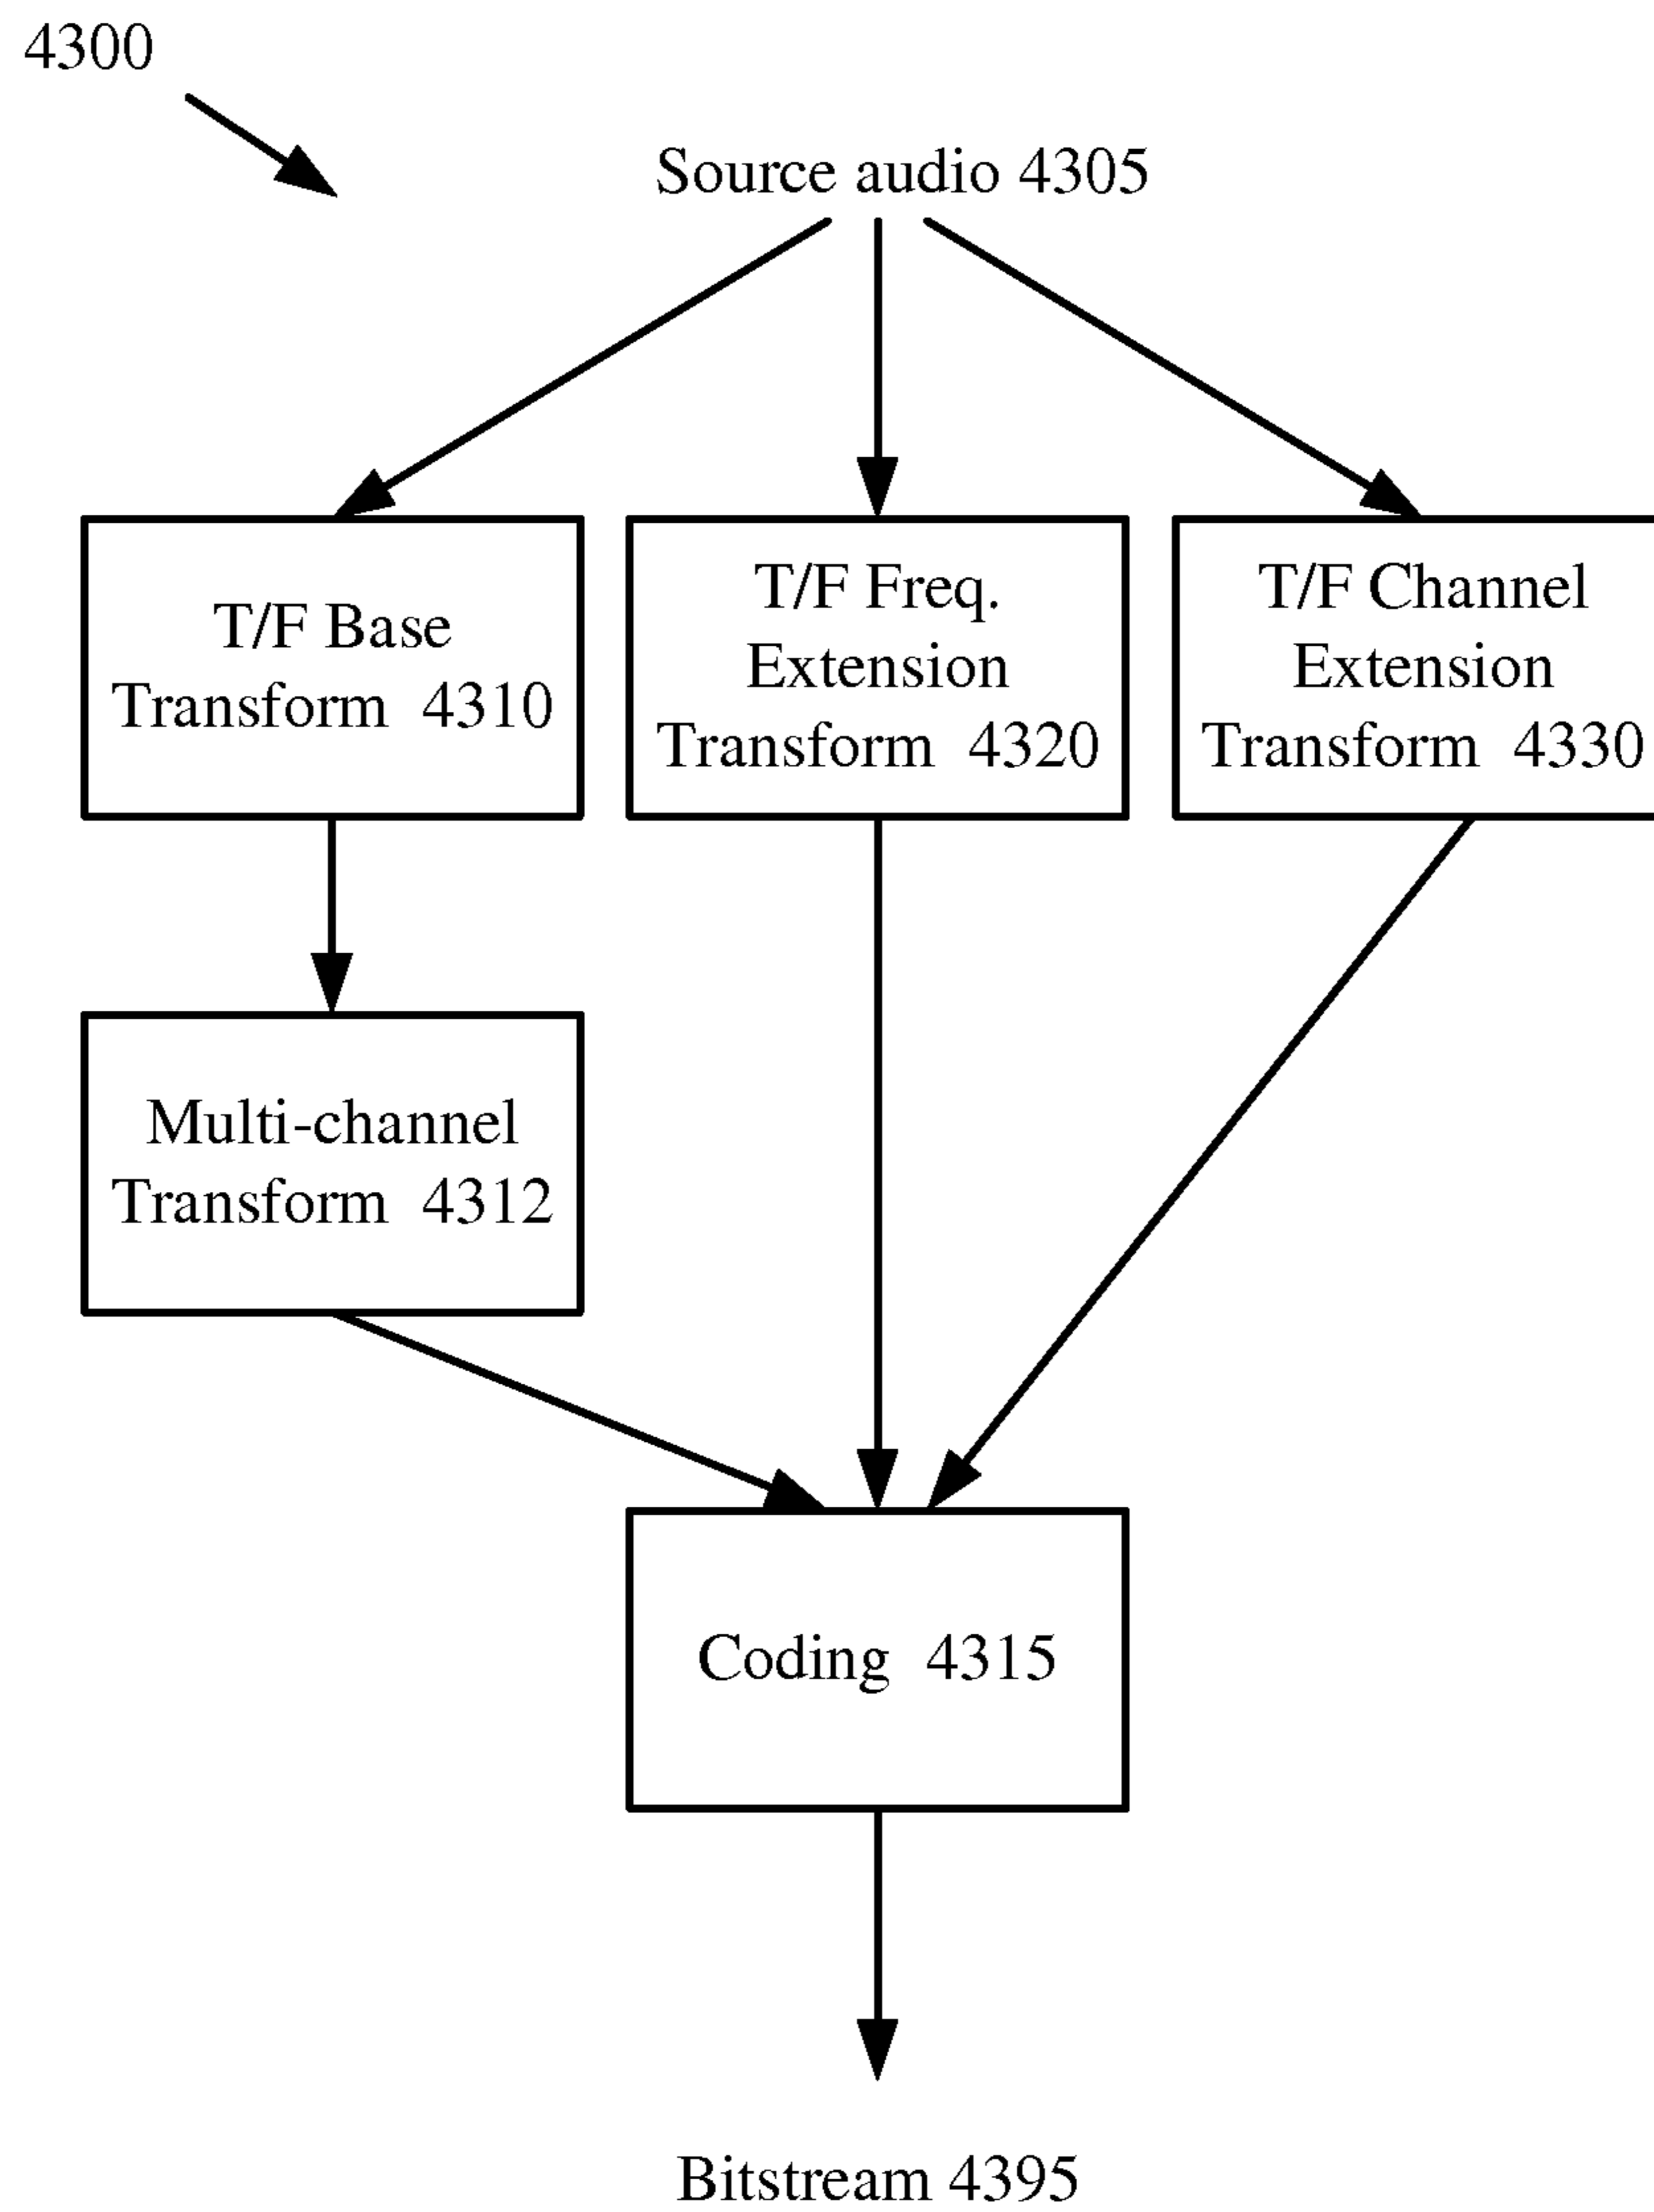 4300
Source audio 4305
T/F Base
Transform 4310
T/F Freq.
Extension
Transform 4320
T/F Channel
Extension
Transform 4330
Multi-channel
Transform 4312
Coding 4315
Bitstream 4395